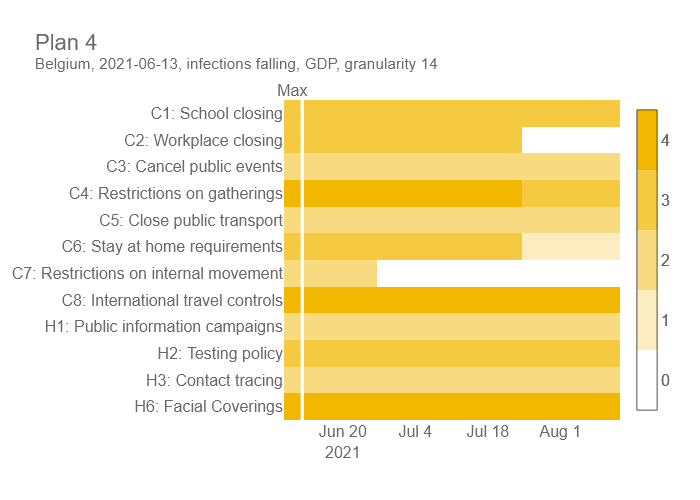 Plan 4
Belgium, 2021-06-13, infections falling, GDP, granularity 14
Max
C1: School closing
C2: Workplace closing
C3: Cancel public events
C4: Restrictions on gatherings
C5: Close public transport
C6: Stay at home requirements
C7: Restrictions on internal movement
C8: International travel controls
H1: Public information campaigns
H2: Testing policy
H3: Contact tracing
H6: Facial Coverings
Jun 20 Jul 4 Jul 18 Aug 1
2021
4
3
2
1
0